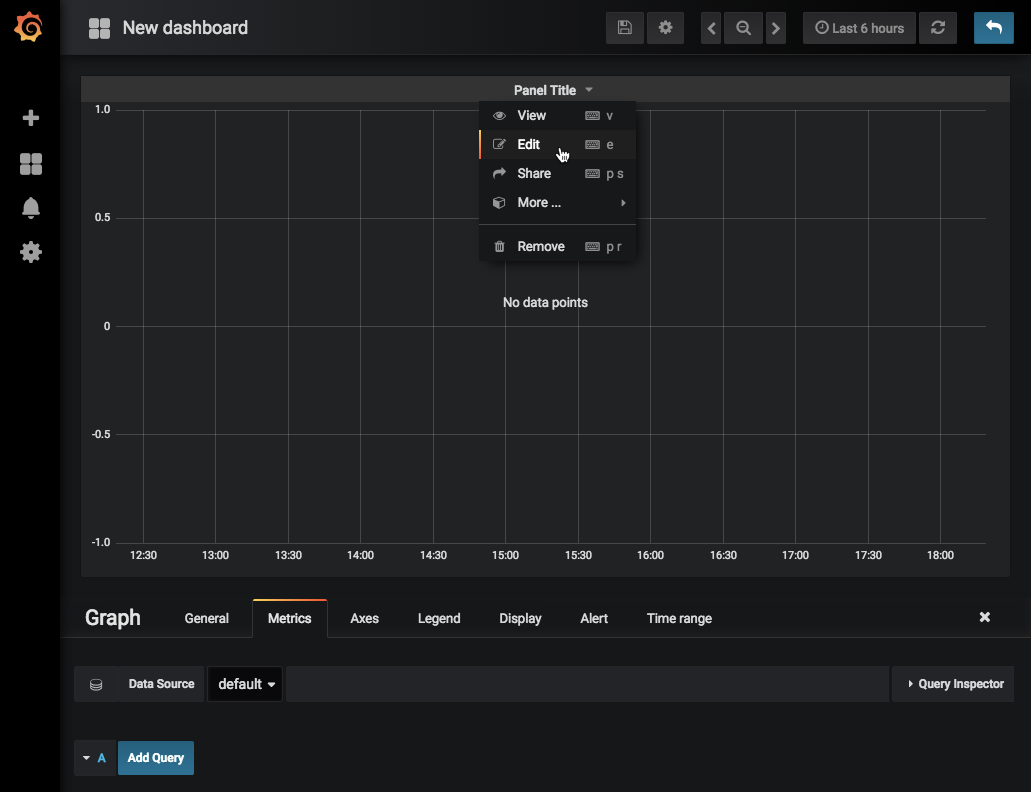 New dashboard
Last 6 hours
Panel Title
View v
Edit e
Share p s
More ...
Remove p r
No data points
1.0
0.5
0
-0.5
-1.0
12:30 13:00 13:30 14:00 14:30 15:00 15:30 16:00 16:30 17:00 17:30 18:00
Graph General Metrics Axes Legend Display Alert Time range
Data Source default Query Inspector
A Add Query